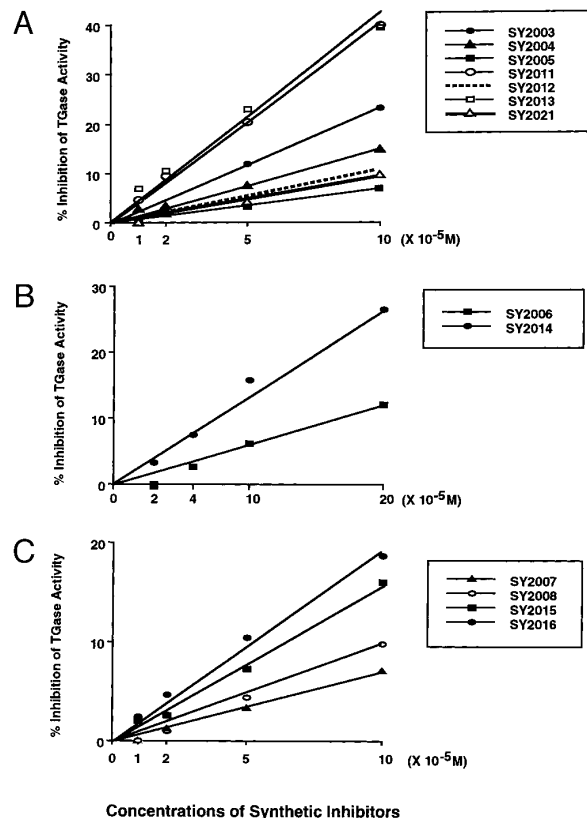 A
% Inhibition of TGase Activity
40
30
20
10
0
0 1 2 5 10 (X 10-5M)
SY2003
SY2004
SY2005
SY2011
SY2012
SY2013
SY2021
B
% Inhibition of TGase Activity
30
20
10
0
0 2 4 10 20 (X 10-5M)
SY2006
SY2014
C
% Inhibition of TGase Activity
20
10
0
0 1 2 5 10 (X 10-5M)
SY2007
SY2008
SY2015
SY2016
Concentrations of Synthetic Inhibitors